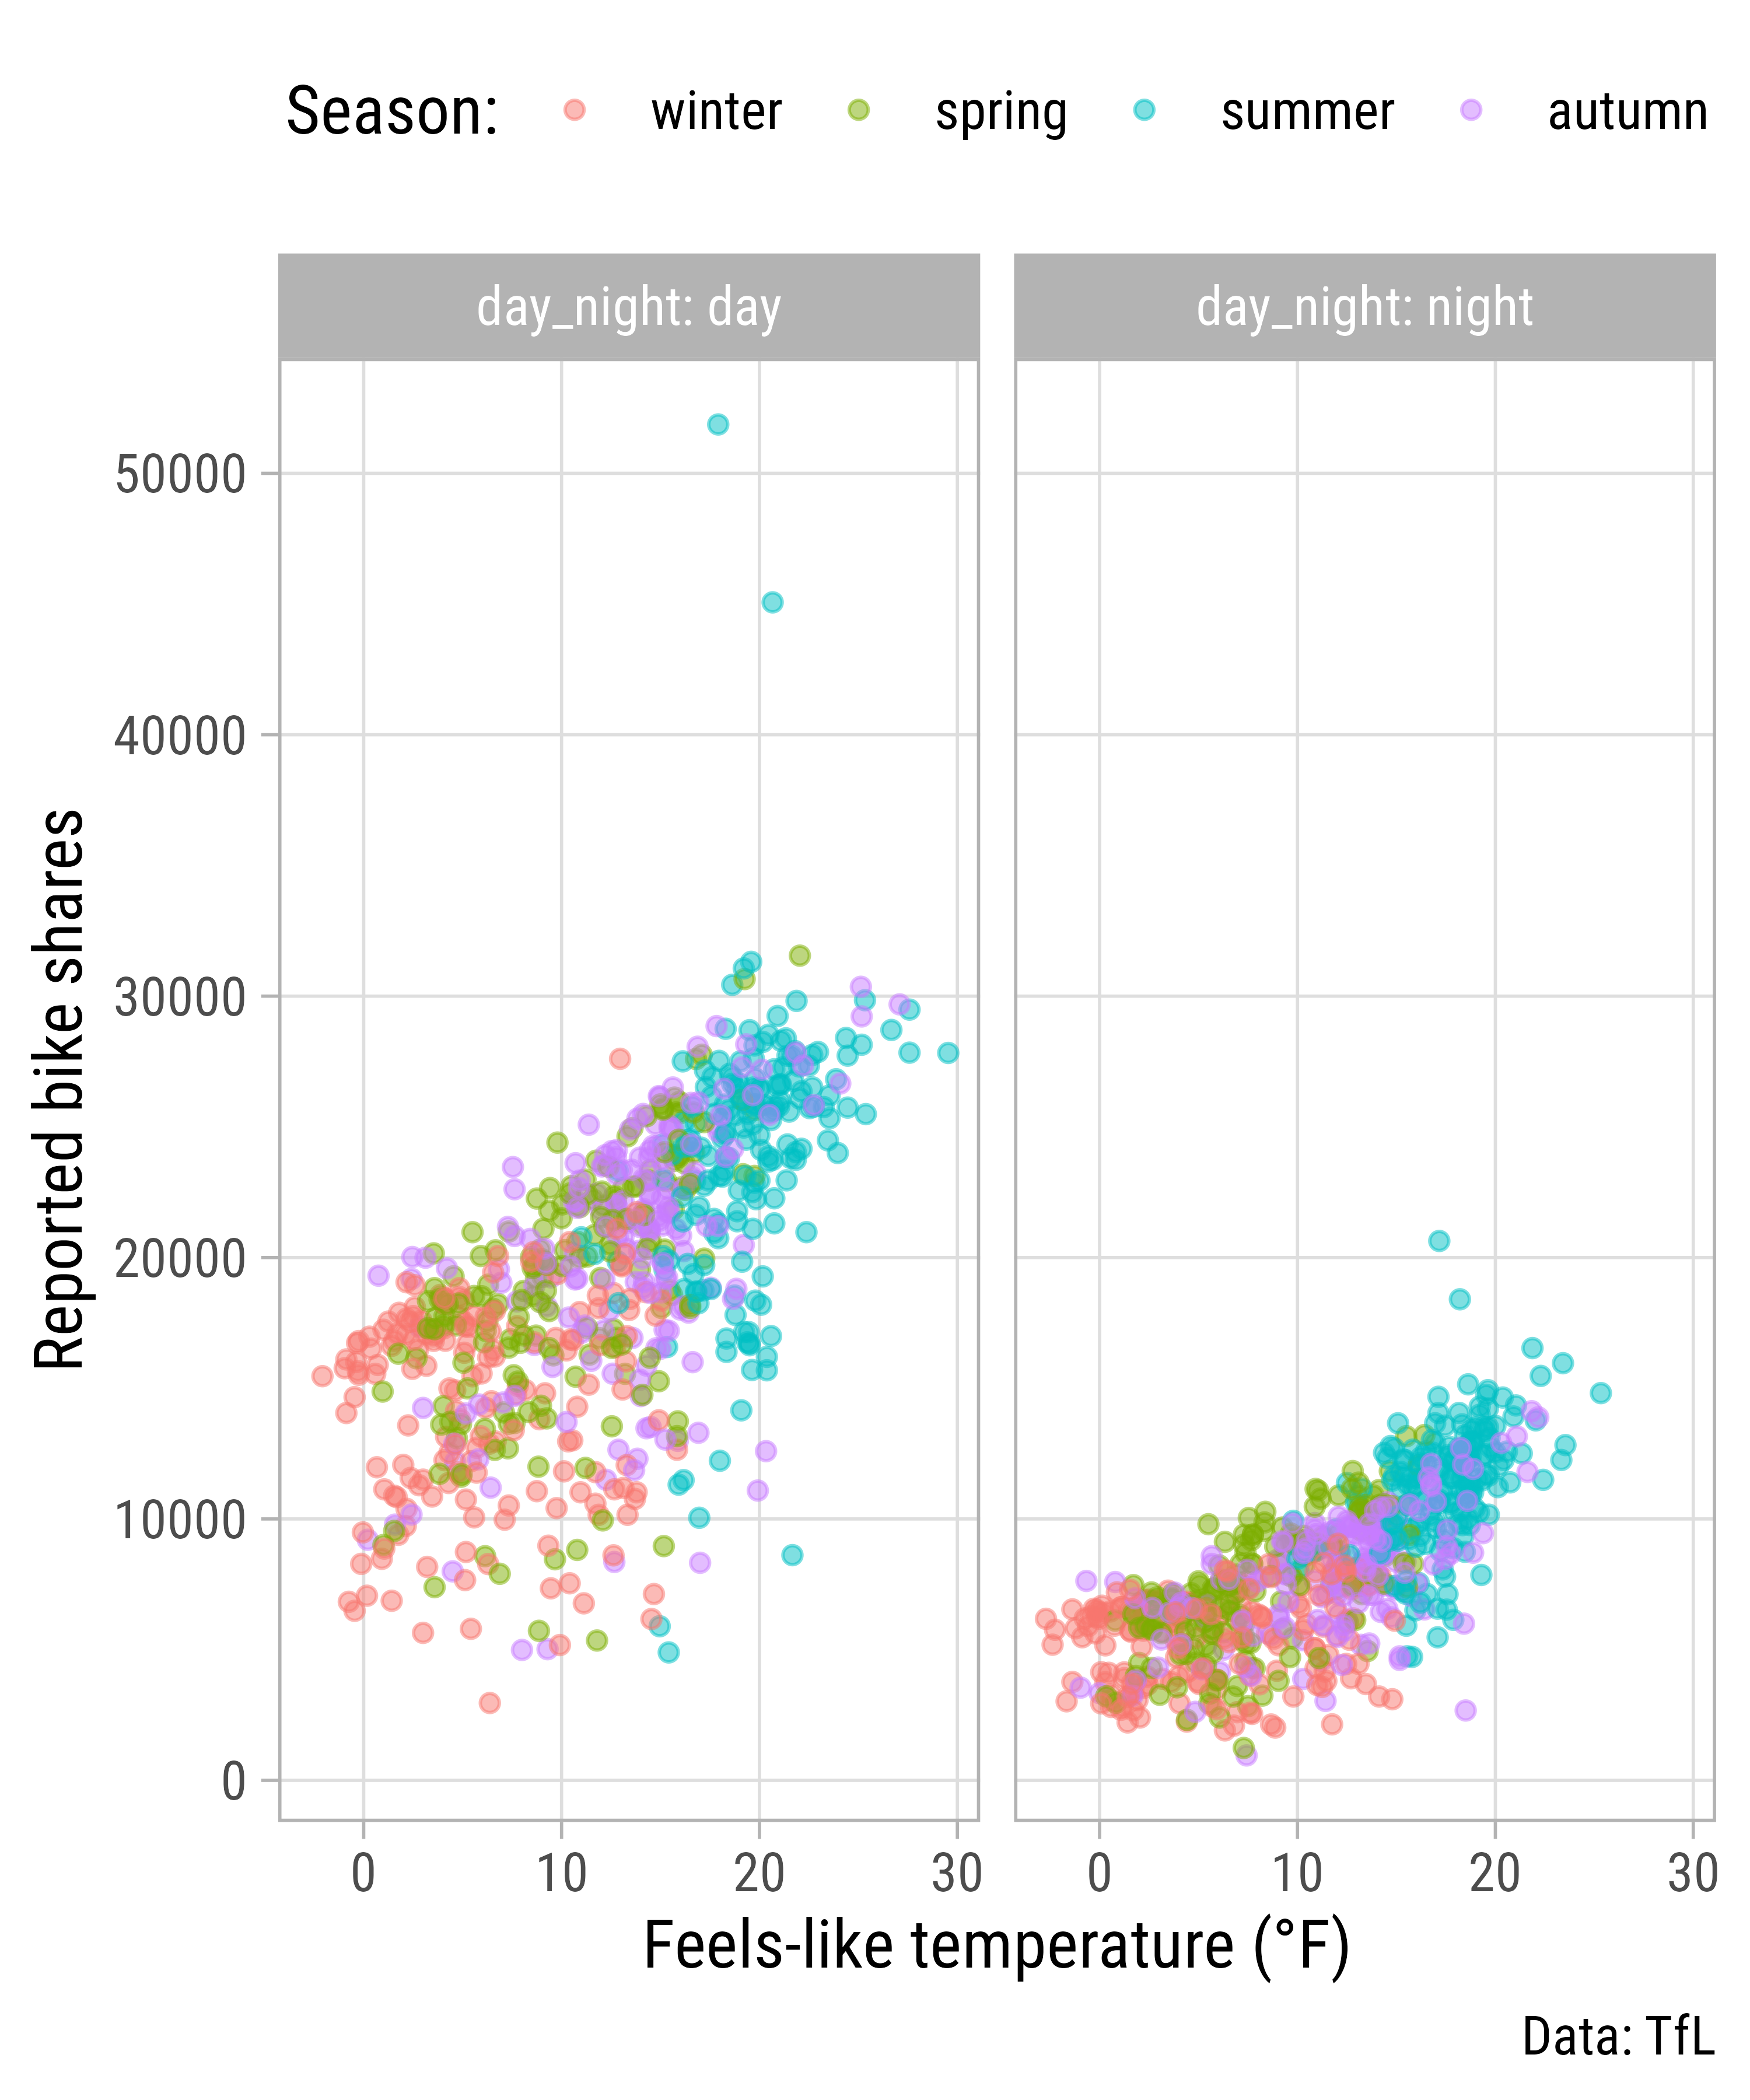 Season: winter spring summer autumn
day_night: day day_night: night
50000
40000
30000
20000
10000
0
Reported bike shares
0 10 20 30 0 10 20 30
Feels-like temperature (°F)
Data: TfL